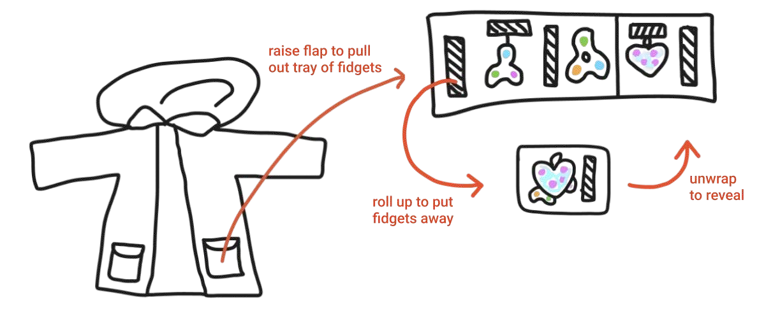 raise flap to pull
out tray of fidgets
roll up to put
fidgets away
unwrap
to reveal